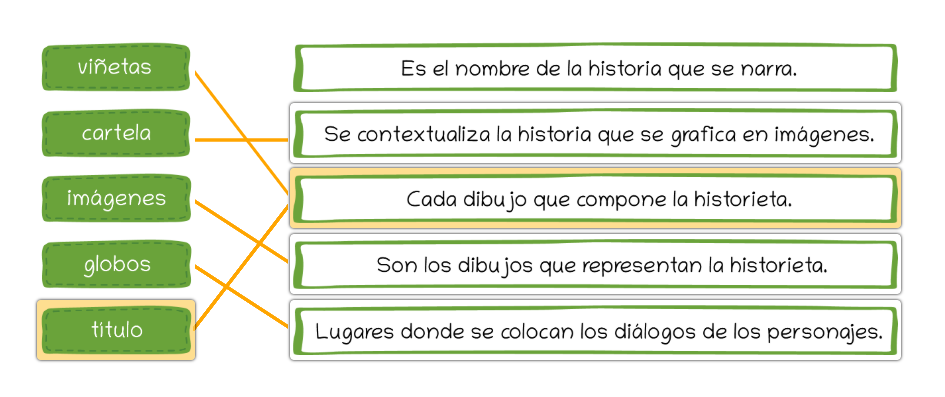 viñetas
Es el nombre de la historia que se narra.
cartela
Se contextualiza la historia que se grafica en imágenes.
imágenes
Cada dibujo que compone la historieta.
globos
Son los dibujos que representan la historieta.
título
Lugares donde se colocan los diálogos de los personajes.